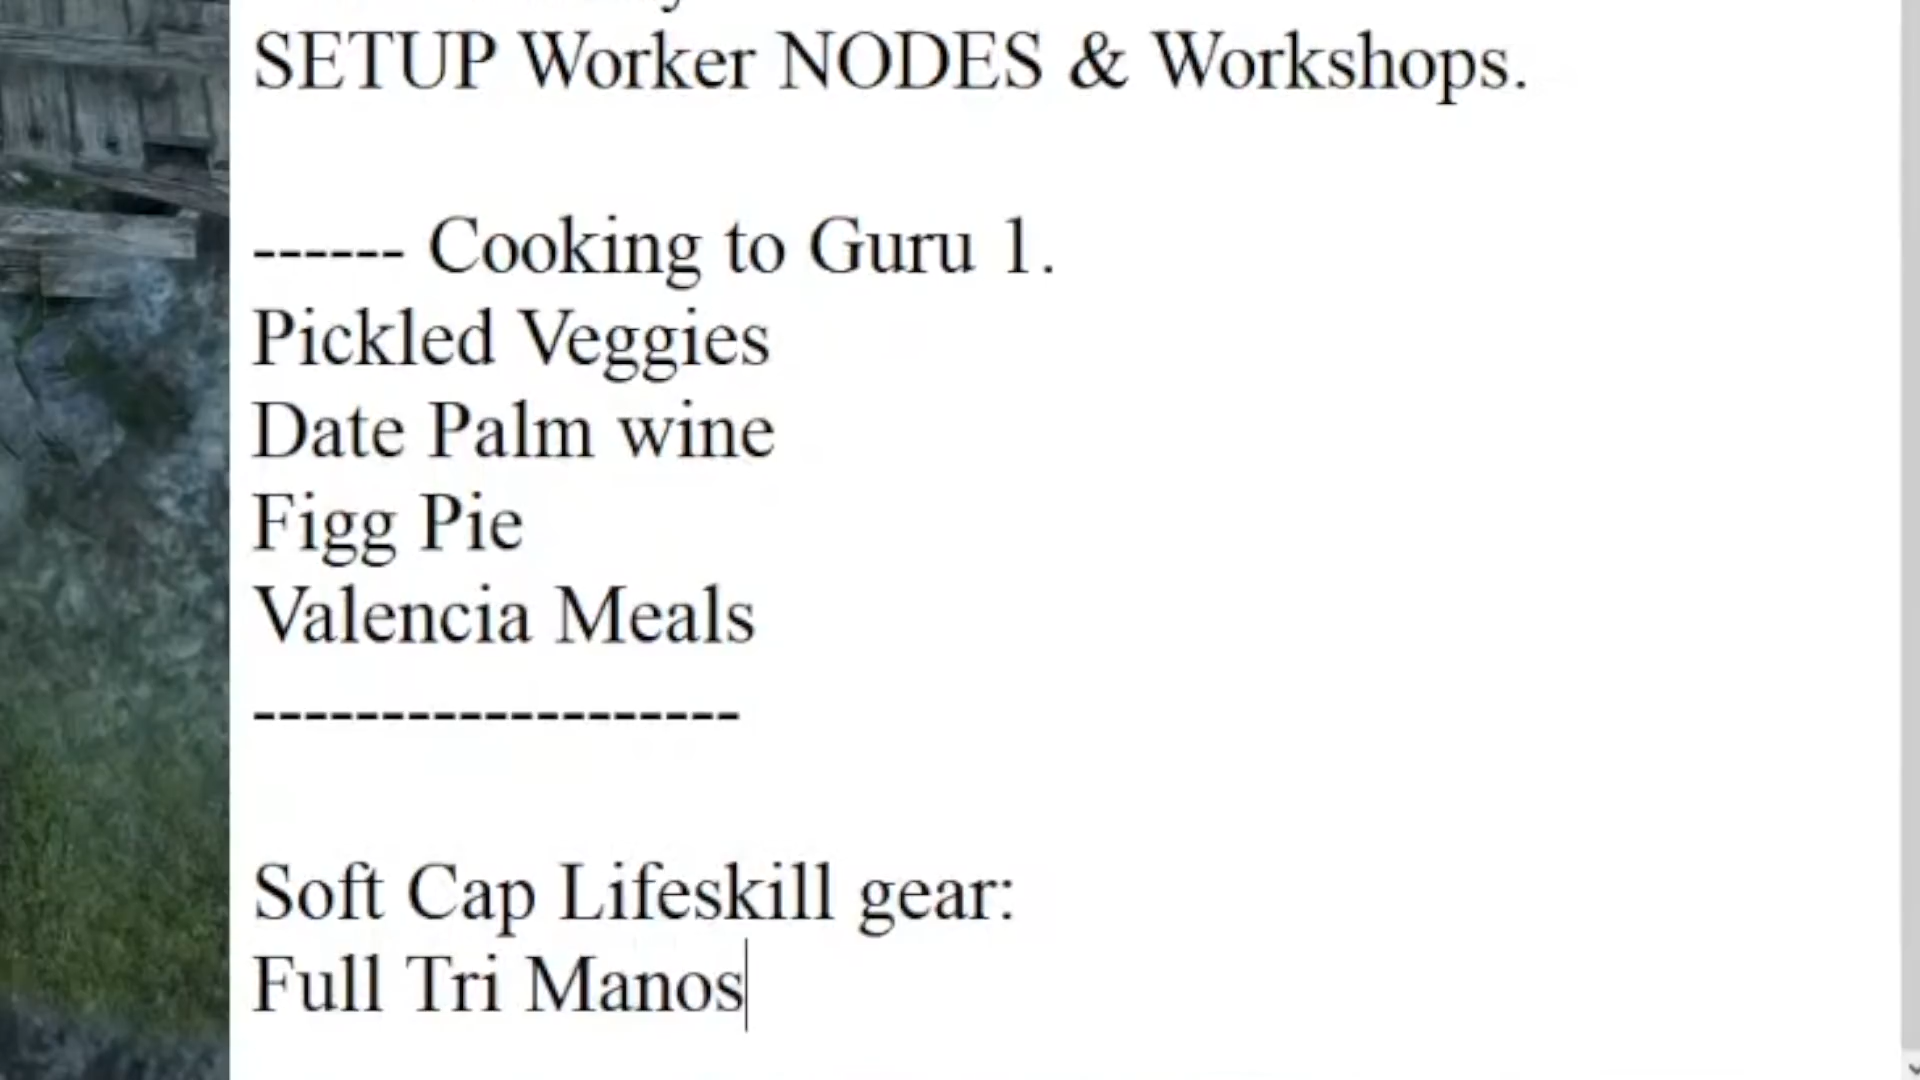 SETUP Worker NODES & Workshops.
------ Cooking to Guru 1.
Pickled Veggies
Date Palm wine
Figg Pie
Valencia Meals
-------------------
Soft Cap Lifeskill gear:
Full Tri Manos